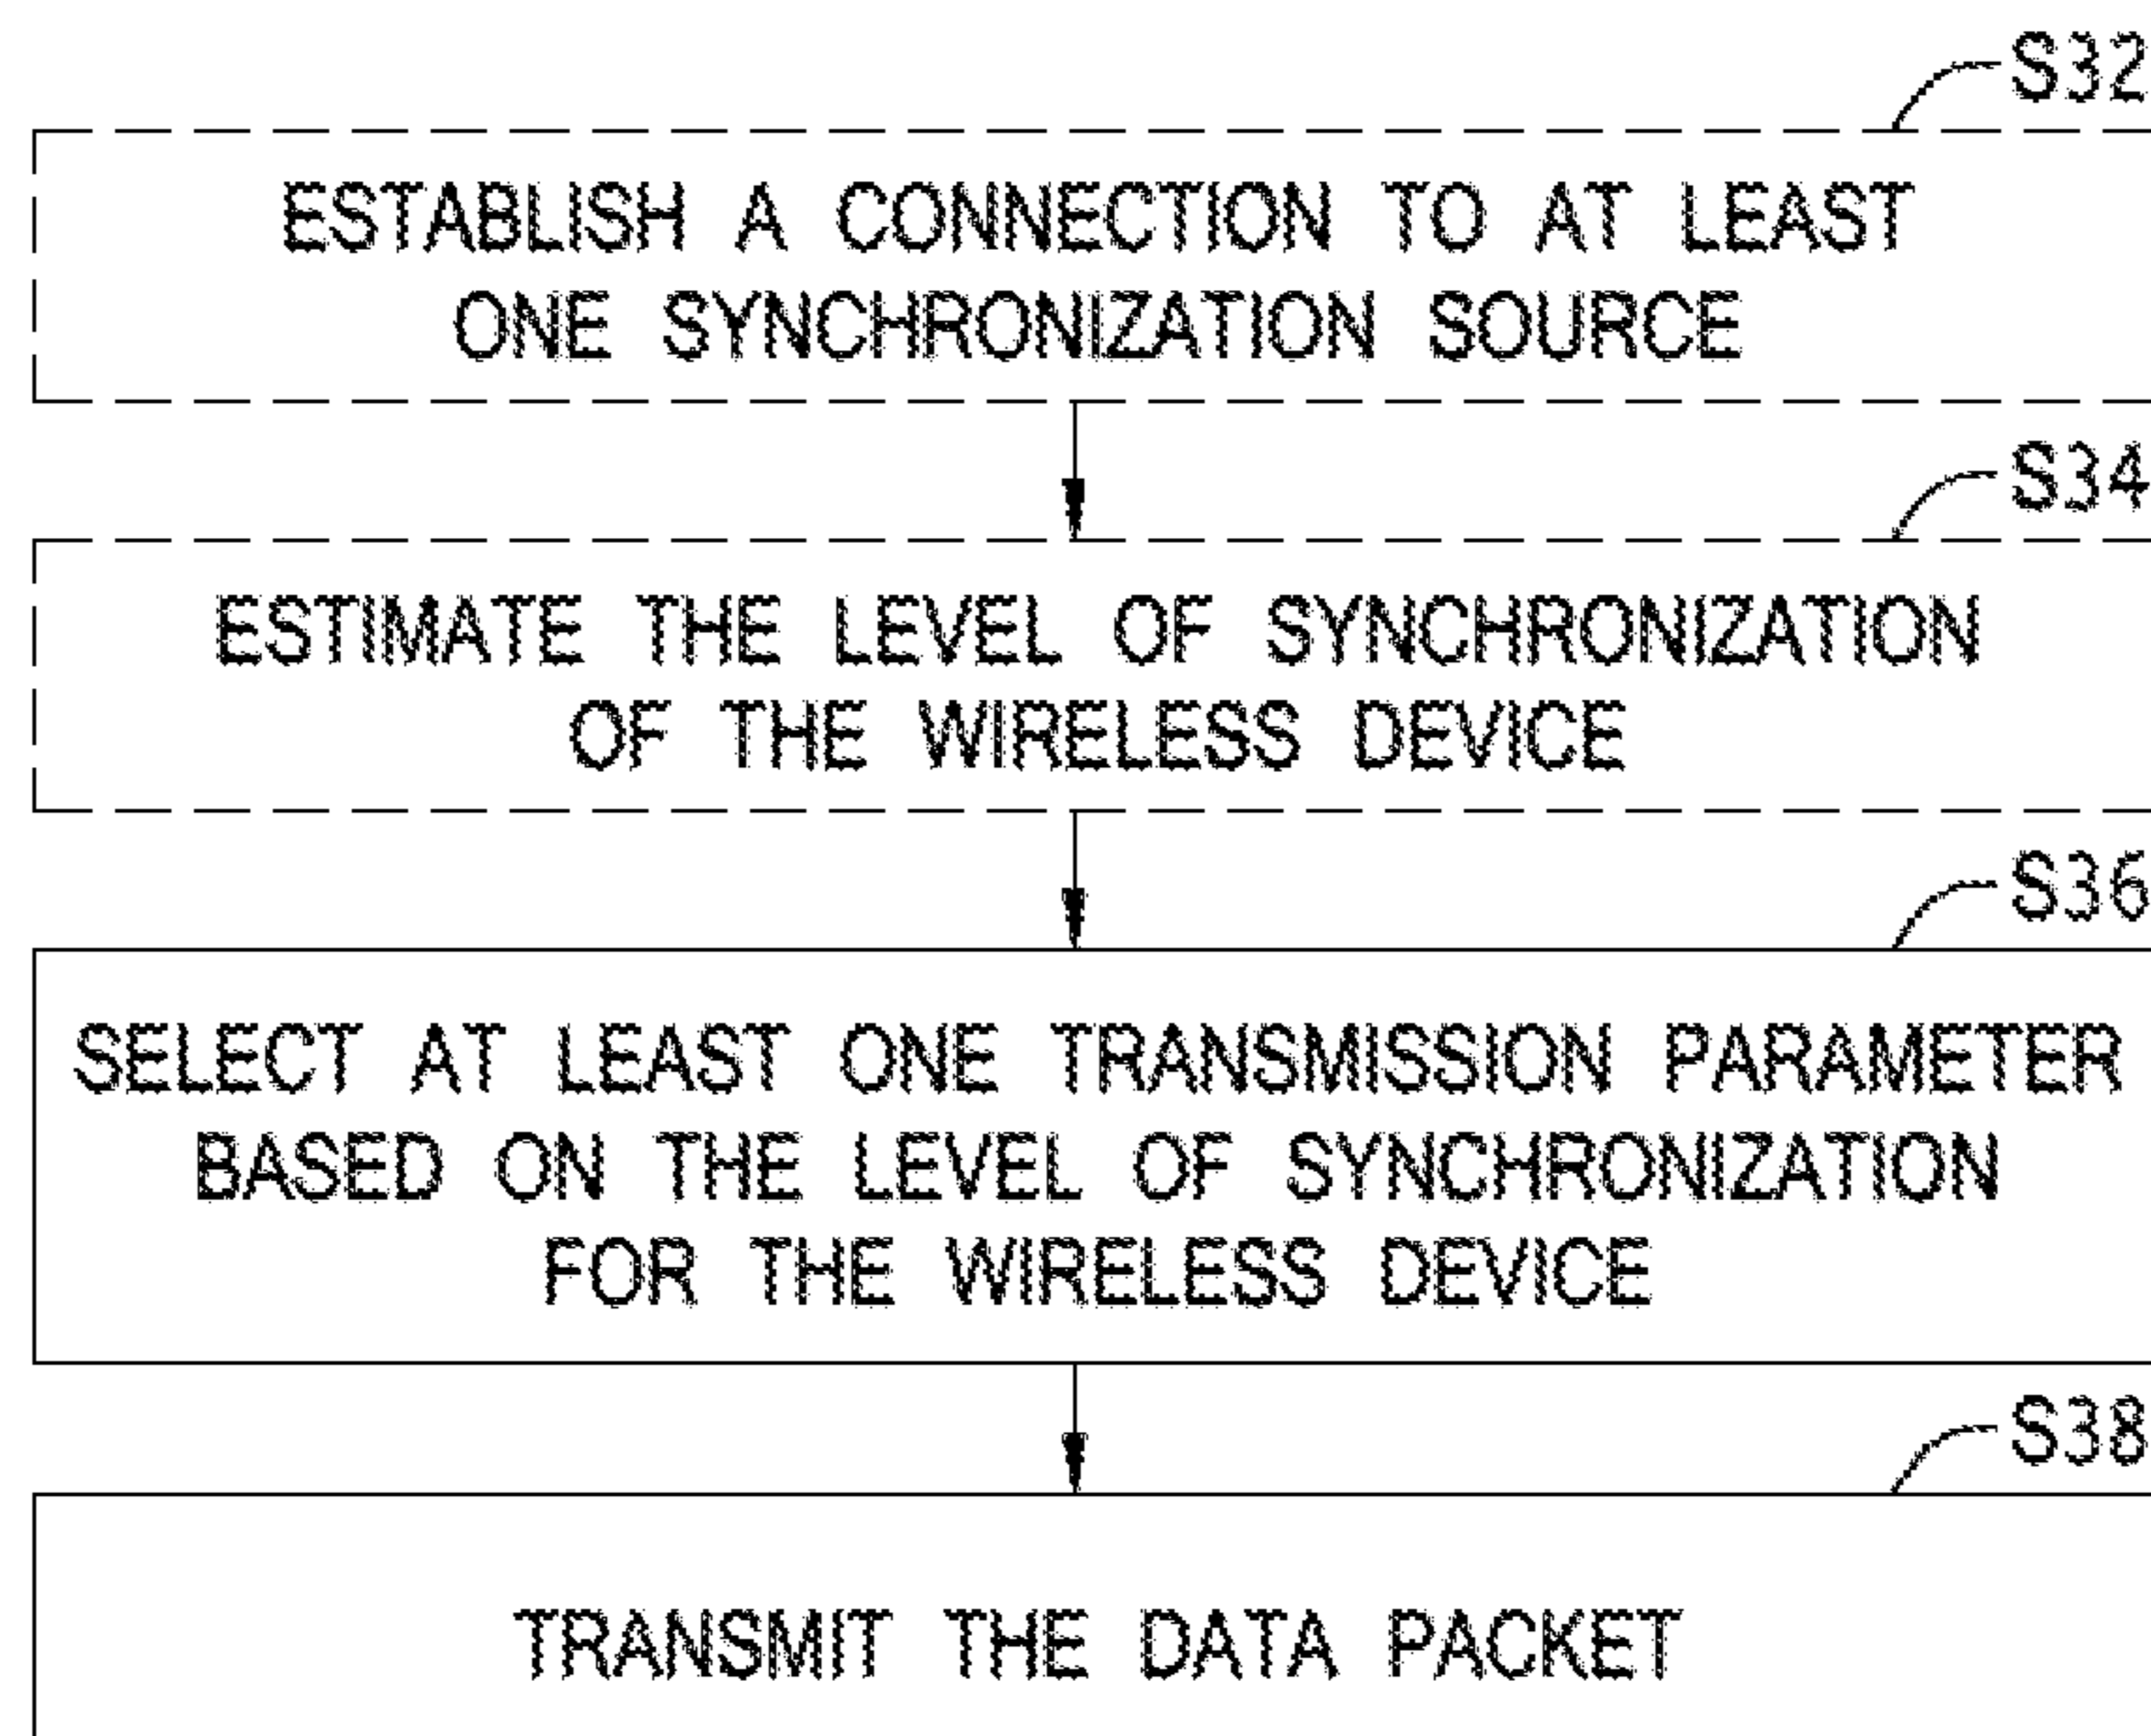 S32
ESTABLISH A CONNECTION TO AT LEAST
ONE SYNCHRONIZATION SOURCE
S34
ESTIMATE THE LEVEL OF SYNCHRONIZATION
OF THE WIRELESS DEVICE
S36
SELECT AT LEAST ONE TRANSMISSION PARAMETER
BASED ON THE LEVEL OF SYNCHRONIZATION
FOR THE WIRELESS DEVICE
S38
TRANSMIT THE DATA PACKET